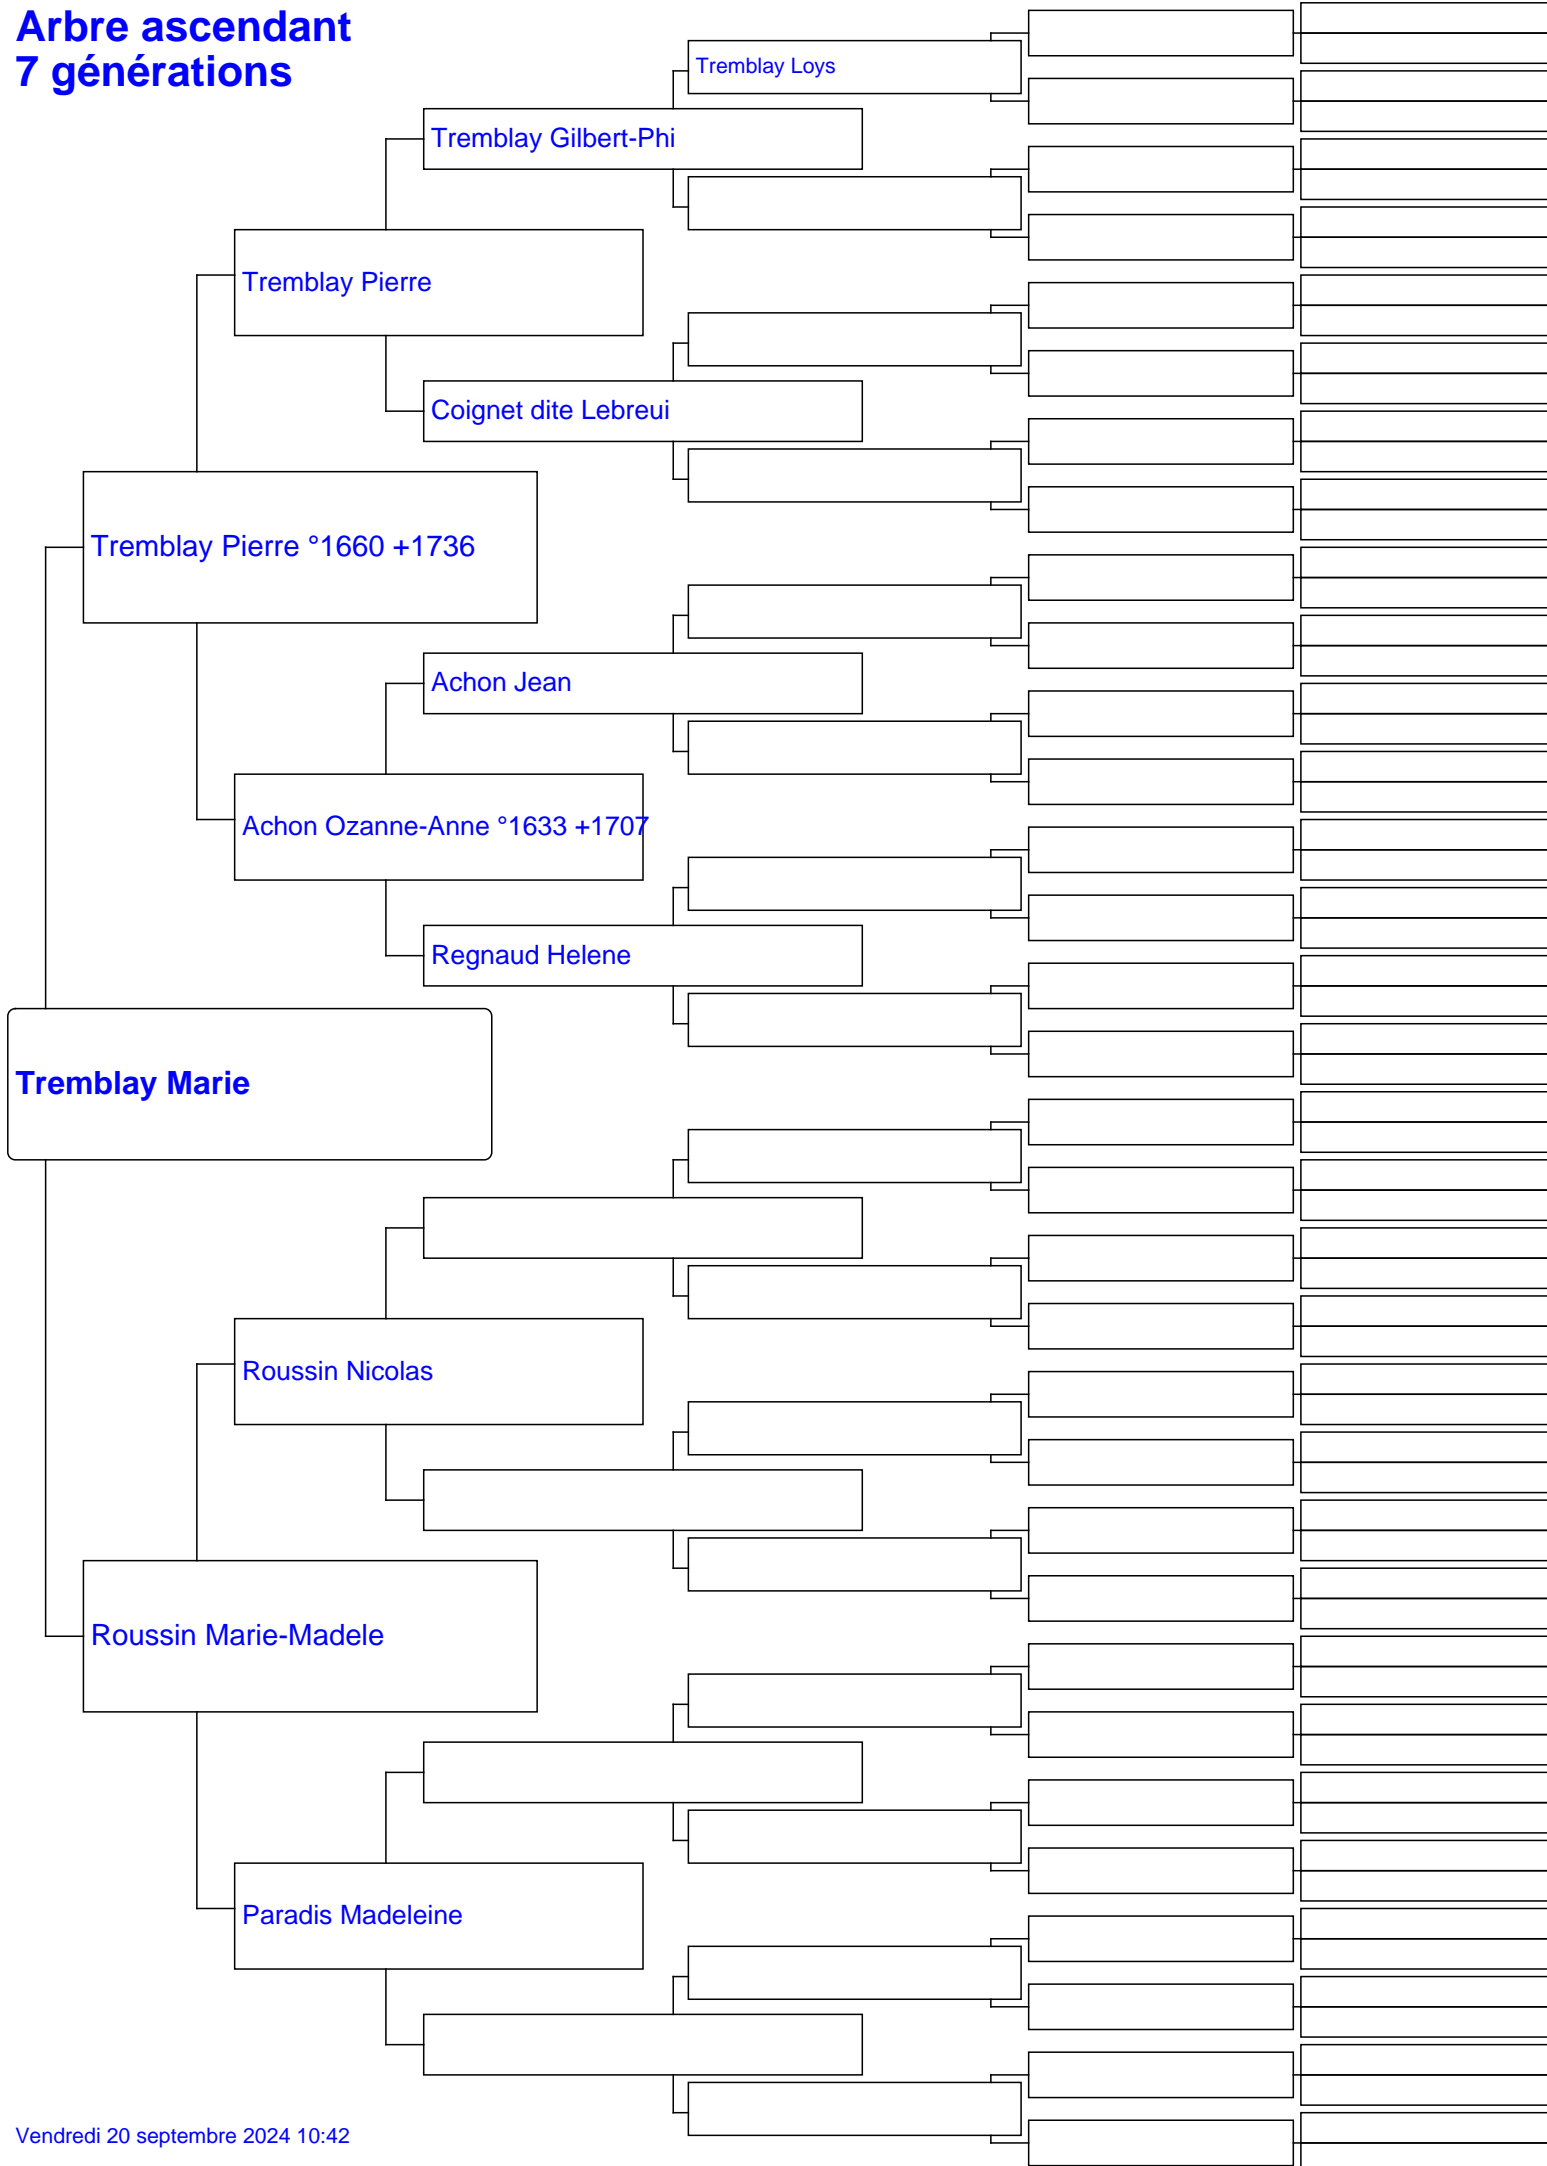 Arbre ascendant
7 générations
Tremblay Loys
Tremblay Gilbert-Phi
Tremblay Pierre
Coignet dite Lebreui
Tremblay Pierre °1660 +1736
Achon Jean
Achon Ozanne-Anne °1633 +1707
Regnaud Helene
Tremblay Marie
Roussin Nicolas
Roussin Marie-Madele
Paradis Madeleine
Vendredi 20 septembre 2024 10:42